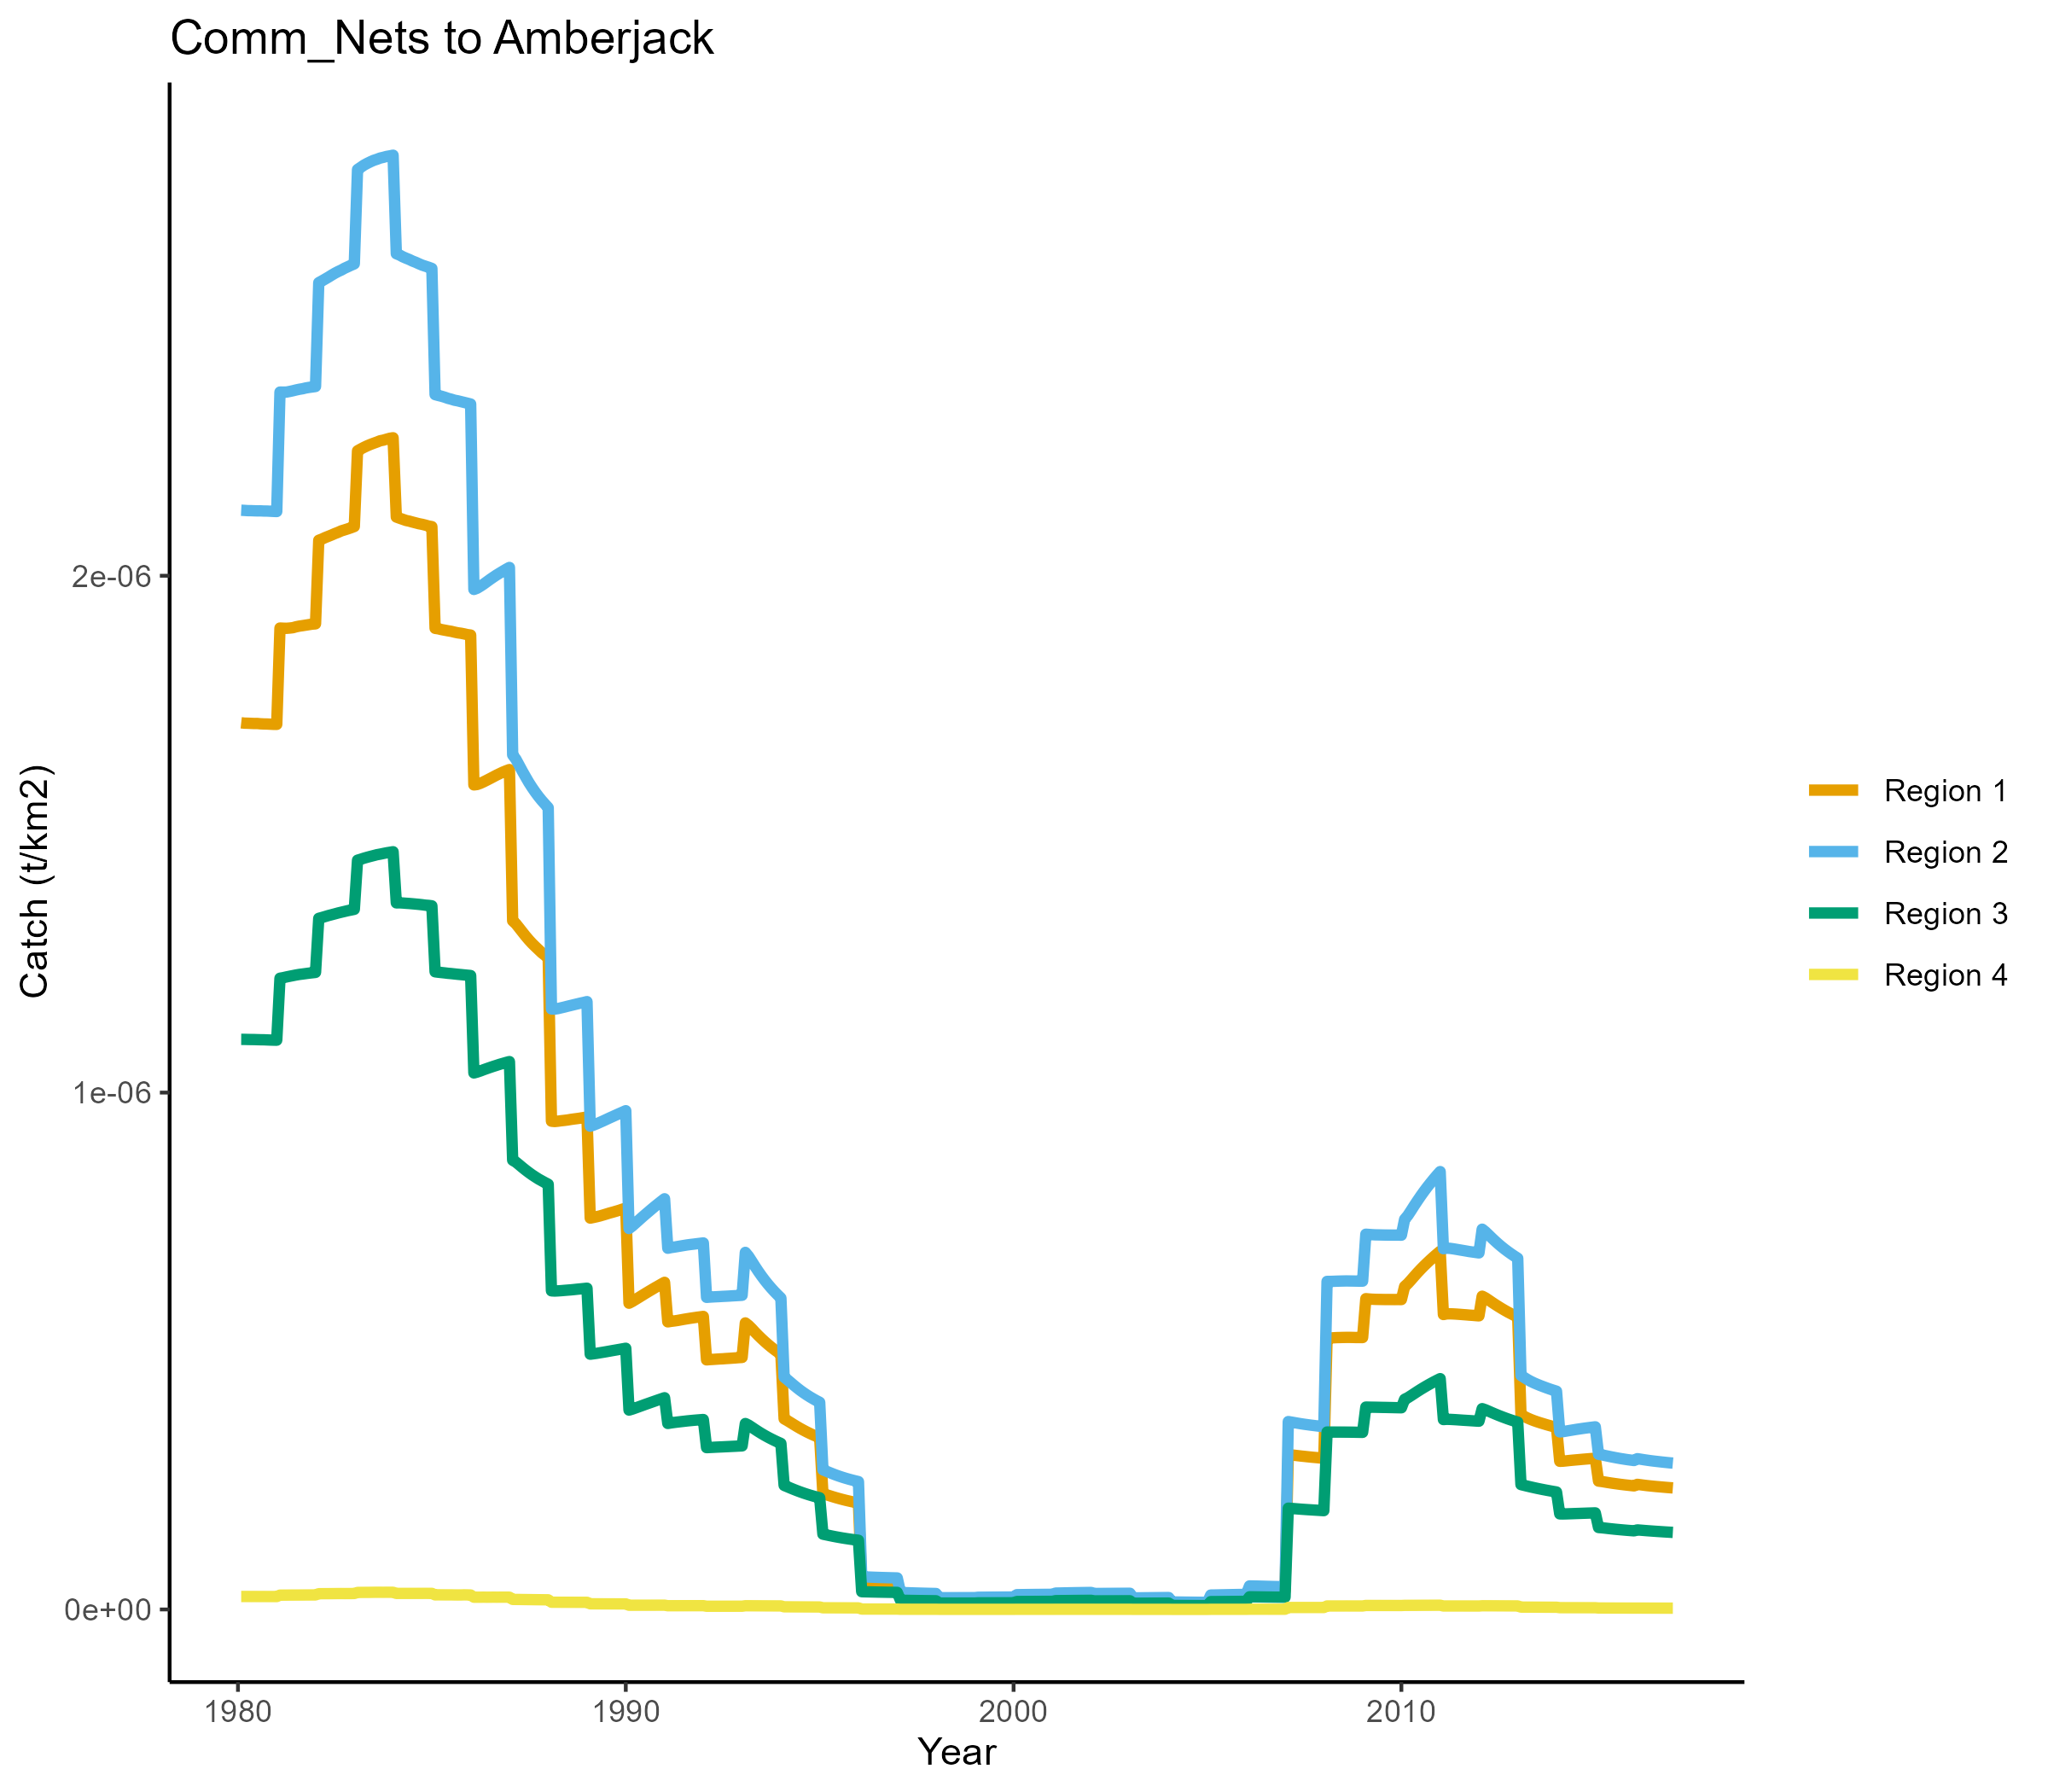 Comm_Nets to Amberjack
Catch (t/km2)
2e-06
1e-06
0e+00
1980
1990
2000
2010
Year
Region 1
Region 2
Region 3
Region 4